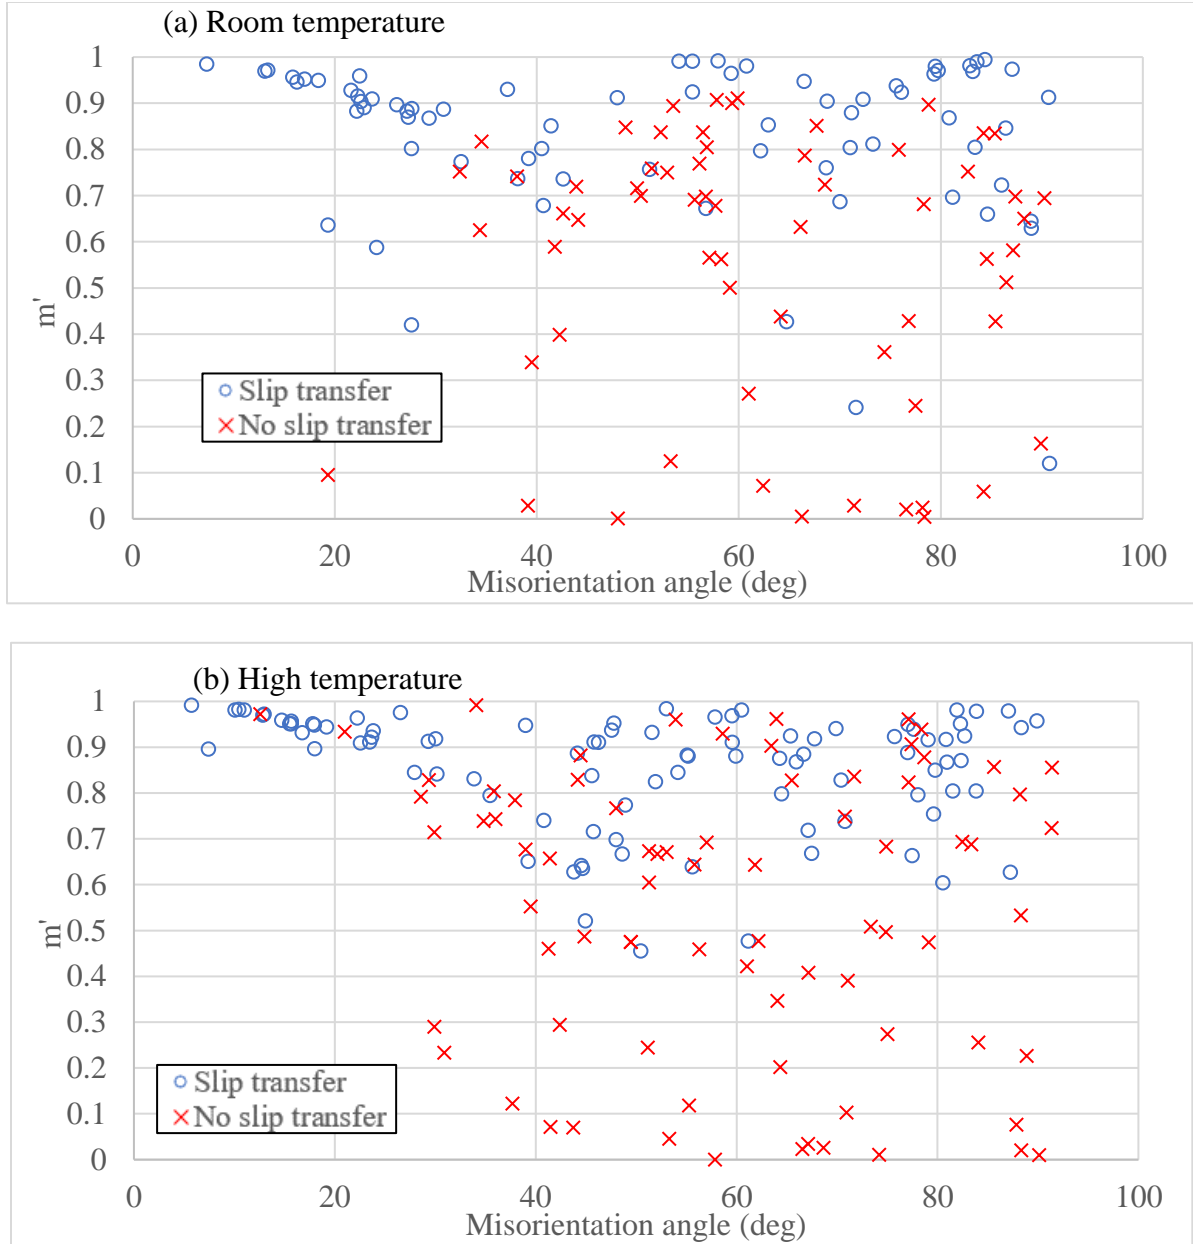 (a) Room temperature
1
0.9
0.8
0.7
0.6
0.5
0.4
0.3
0.2
0.1
0
m'
Slip transfer
No slip transfer
0 20 40 60 80 100
Misorientation angle (deg)
(b) High temperature
1
0.9
0.8
0.7
0.6
0.5
0.4
0.3
0.2
0.1
0
m'
Slip transfer
No slip transfer
0 20 40 60 80 100
Misorientation angle (deg)